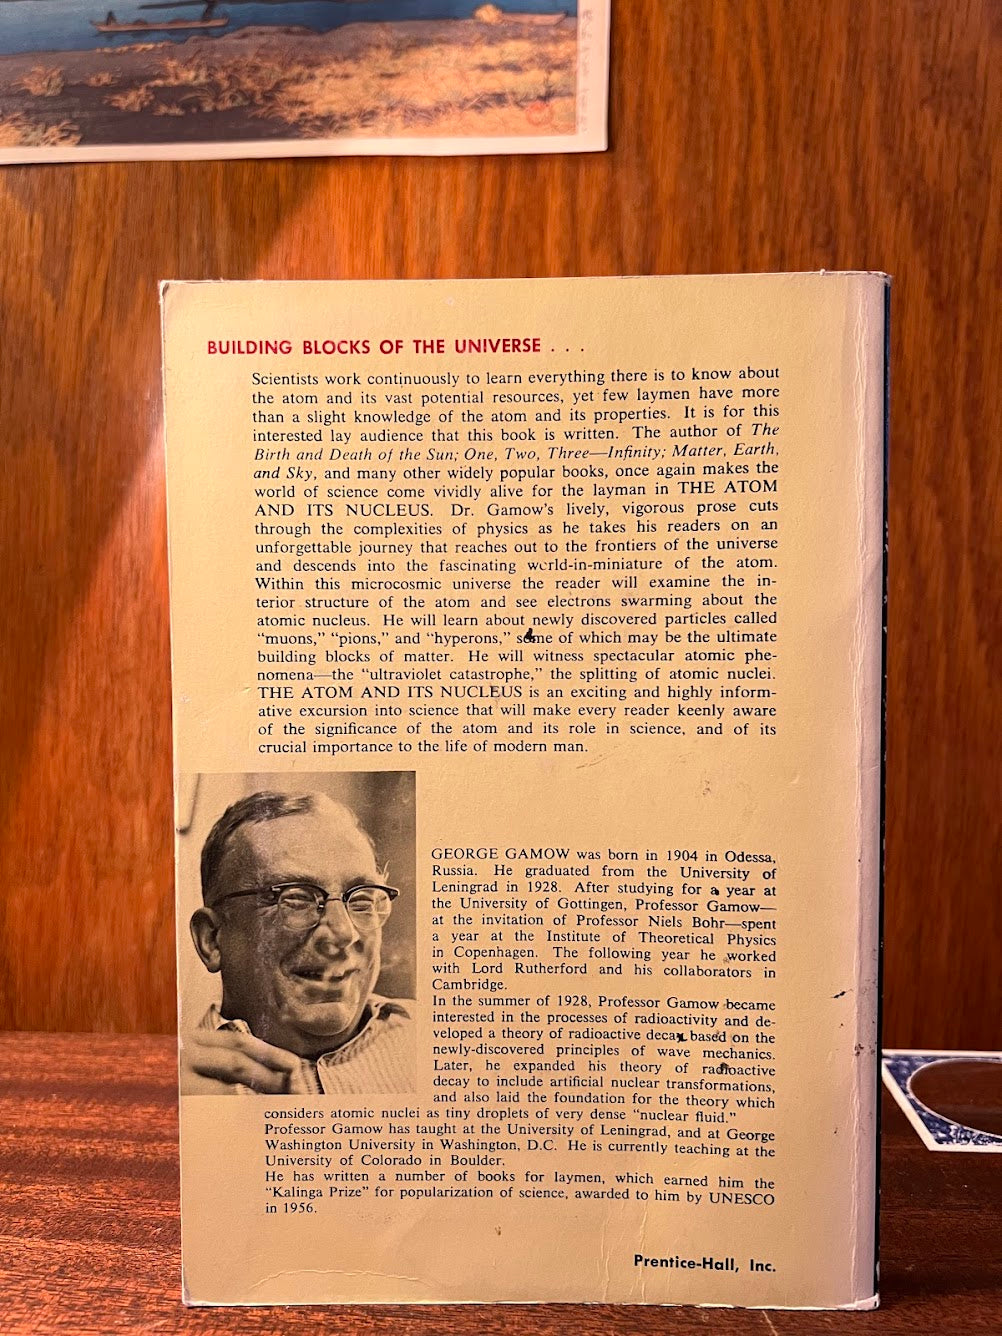 BUILDING BLOCKS OF THE UNIVERSE . . .
Scientists work continuously to learn everything there is to know about
the atom and its vast potential resources, yet few laymen have more
than a slight knowledge of the atom and its properties. It is for this
interested lay audience that this book is written. The author of The
Birth and Death of the Sun; One, Two, Three—Infinity; Matter, Earth,
and Sky, and many other widely popular books, once again makes the
world of science come vividly alive for the layman in THE ATOM
AND ITS NUCLEUS. Dr. Gamow's lively, vigorous prose cuts
through the complexities of physics as he takes his readers on an
unforgettable journey that reaches out to the frontiers of the universe
and descends into the fascinating world-in-miniature of the atom.
Within this microcosmic universe the reader will examine the in-
terior structure of the atom and see electrons swarming about the
atomic nucleus. He will learn about newly discovered particles called
"muons," "pions," and "hyperons," some of which may be the ultimate
building blocks of matter. He will witness spectacular atomic phe-
nomena—the "ultraviolet catastrophe," the splitting of atomic nuclei.
THE ATOM AND ITS NUCLEUS is an exciting and highly inform-
ative excursion into science that will make every reader keenly aware
of the significance of the atom and its role in science, and of its
crucial importance to the life of modern man.
GEORGE GAMOW was born in 1904 in Odessa,
Russia. He graduated from the University of
Leningrad in 1928. After studying for a year at
the University of Gottingen, Professor Gamow—
at the invitation of Professor Niels Bohr—spent
a year at the Institute of Theoretical Physics
in Copenhagen. The following year he worked
with Lord Rutherford and his collaborators in
Cambridge.
In the summer of 1928, Professor Gamow became
interested in the processes of radioactivity and de-
veloped a theory of radioactive decay based on the
newly-discovered principles of wave mechanics.
Later, he expanded his theory of radioactive
decay to include artificial nuclear transformations,
and also laid the foundation for the theory which
considers atomic nuclei as tiny droplets of very dense "nuclear fluid."
Professor Gamow has taught at the University of Leningrad, and at George
Washington University in Washington, D.C. He is currently teaching at the
University of Colorado in Boulder.
He has written a number of books for laymen, which earned him the
"Kalinga Prize" for popularization of science, awarded to him by UNESCO
in 1956.
Prentice-Hall, Inc.